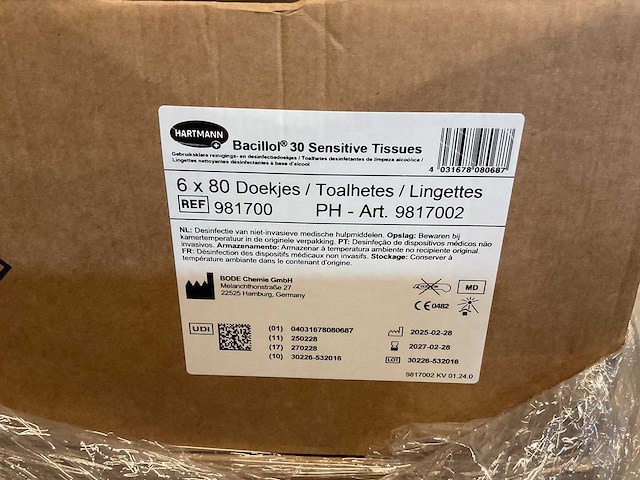 HARTMANN
Bacillol® 30 Sensitive Tissues
Gebruiksklare reinigings- en desinfectiedoekjes / Toalhetes desinfetantes de limpeza alcoólica /
Lingettes nettoyantes désinfectantes à base d'alcool
4 031678 080687
6 x 80 Doekjes / Toalhetes / Lingettes
REF 981700 PH - Art. 9817002
NL: Desinfectie van niet-invasieve medische hulpmiddelen. Opslag: Bewaren bij
kamertemperatuur in de originele verpakking. PT: Desinfeção de dispositivos médicos não
invasivos. Armazenamento: Armazenar à temperatura ambiente no recipiente original.
FR: Désinfection des dispositifs médicaux non invasifs. Stockage: Conserver à
température ambiante dans le contenant d'origine.
BODE Chemie GmbH
Melanchthonstraße 27
22525 Hamburg, Germany
MD
CE 0482
UDI
(01) 04031678080687
(11) 250228
(17) 270228
(10) 30226-532016
2025-02-28
2027-02-28
LOT 30226-532016
9817002 KV 01.24.0